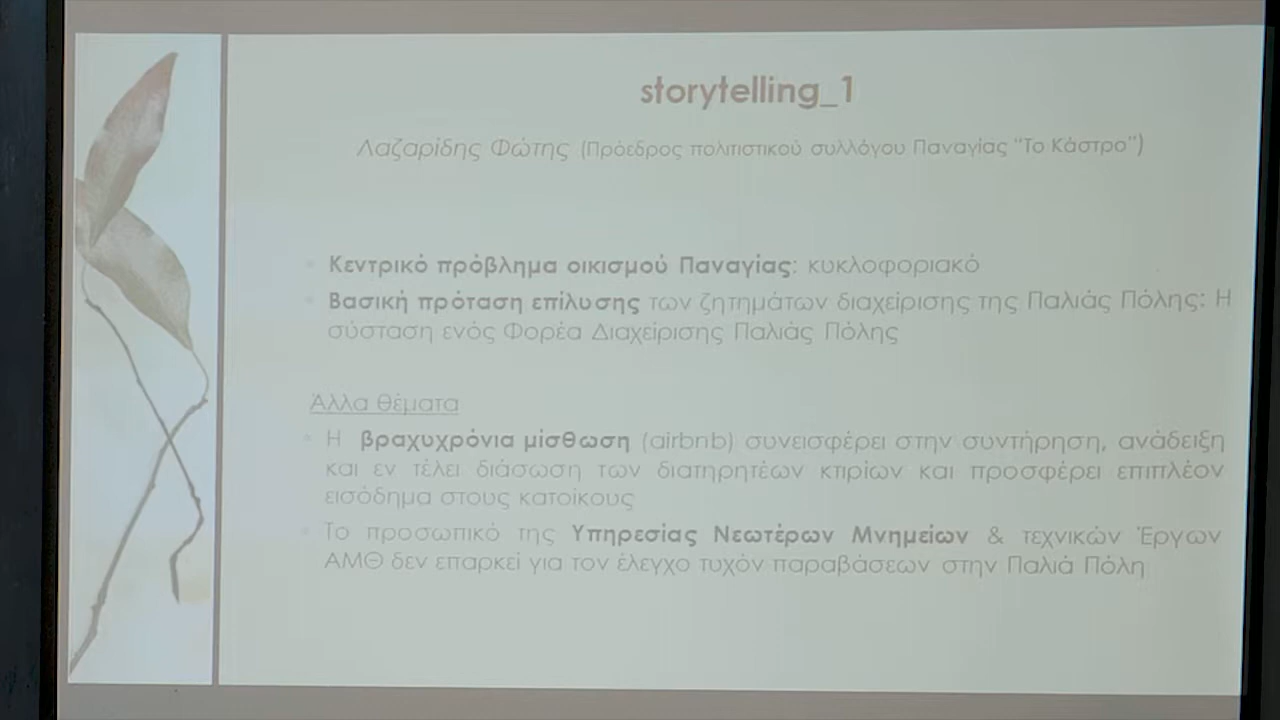 storytelling_1
Λαζαρίδης Φώτης (Πρόεδρος πολιτιστικού συλλόγου Παναγίας "Το Κάστρο")
Κεντρικό πρόβλημα οικισμού Παναγίας: κυκλοφοριακό
Βασική πρόταση επίλυσης των ζητημάτων διαχείρισης της Παλιάς Πόλης: Η
σύσταση ενός Φορέα Διαχείρισης Παλιάς Πόλης
Άλλα θέματα
Η βραχυχρόνια μίσθωση (airbnb) συνεισφέρει στην συντήρηση, ανάδειξη
και εν τέλει διάσωση των διατηρητέων κτιρίων και προσφέρει επιπλέον
εισόδημα στους κατοίκους
Το προσωπικό της Υπηρεσίας Νεωτέρων Μνημείων & τεχνικών Έργων
ΑΜΘ δεν επαρκεί για τον έλεγχο τυχόν παραβάσεων στην Παλιά Πόλη